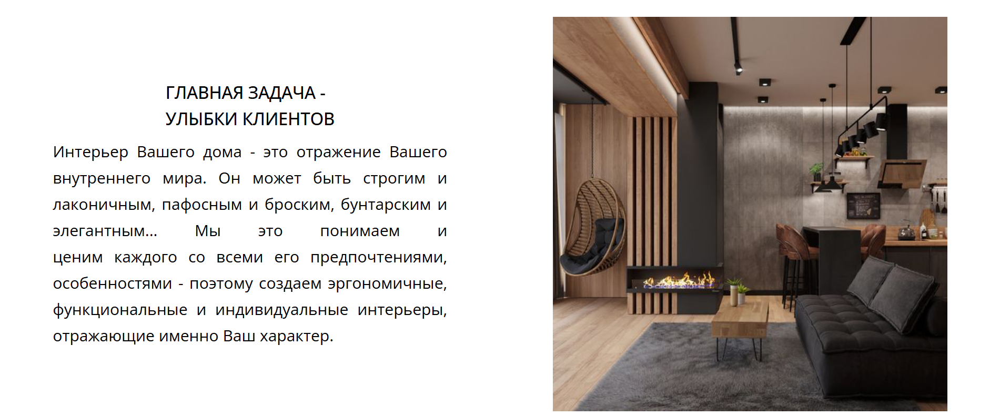 ГЛАВНАЯ ЗАДАЧА -
УЛЫБКИ КЛИЕНТОВ
Интерьер Вашего дома - это отражение Вашего
внутреннего мира. Он может быть строгим и
лаконичным, пафосным и броским, бунтарским и
элегантным... Мы это понимаем и
ценим каждого со всеми его предпочтениями,
особенностями - поэтому создаем эргономичные,
функциональные и индивидуальные интерьеры,
отражающие именно Ваш характер.